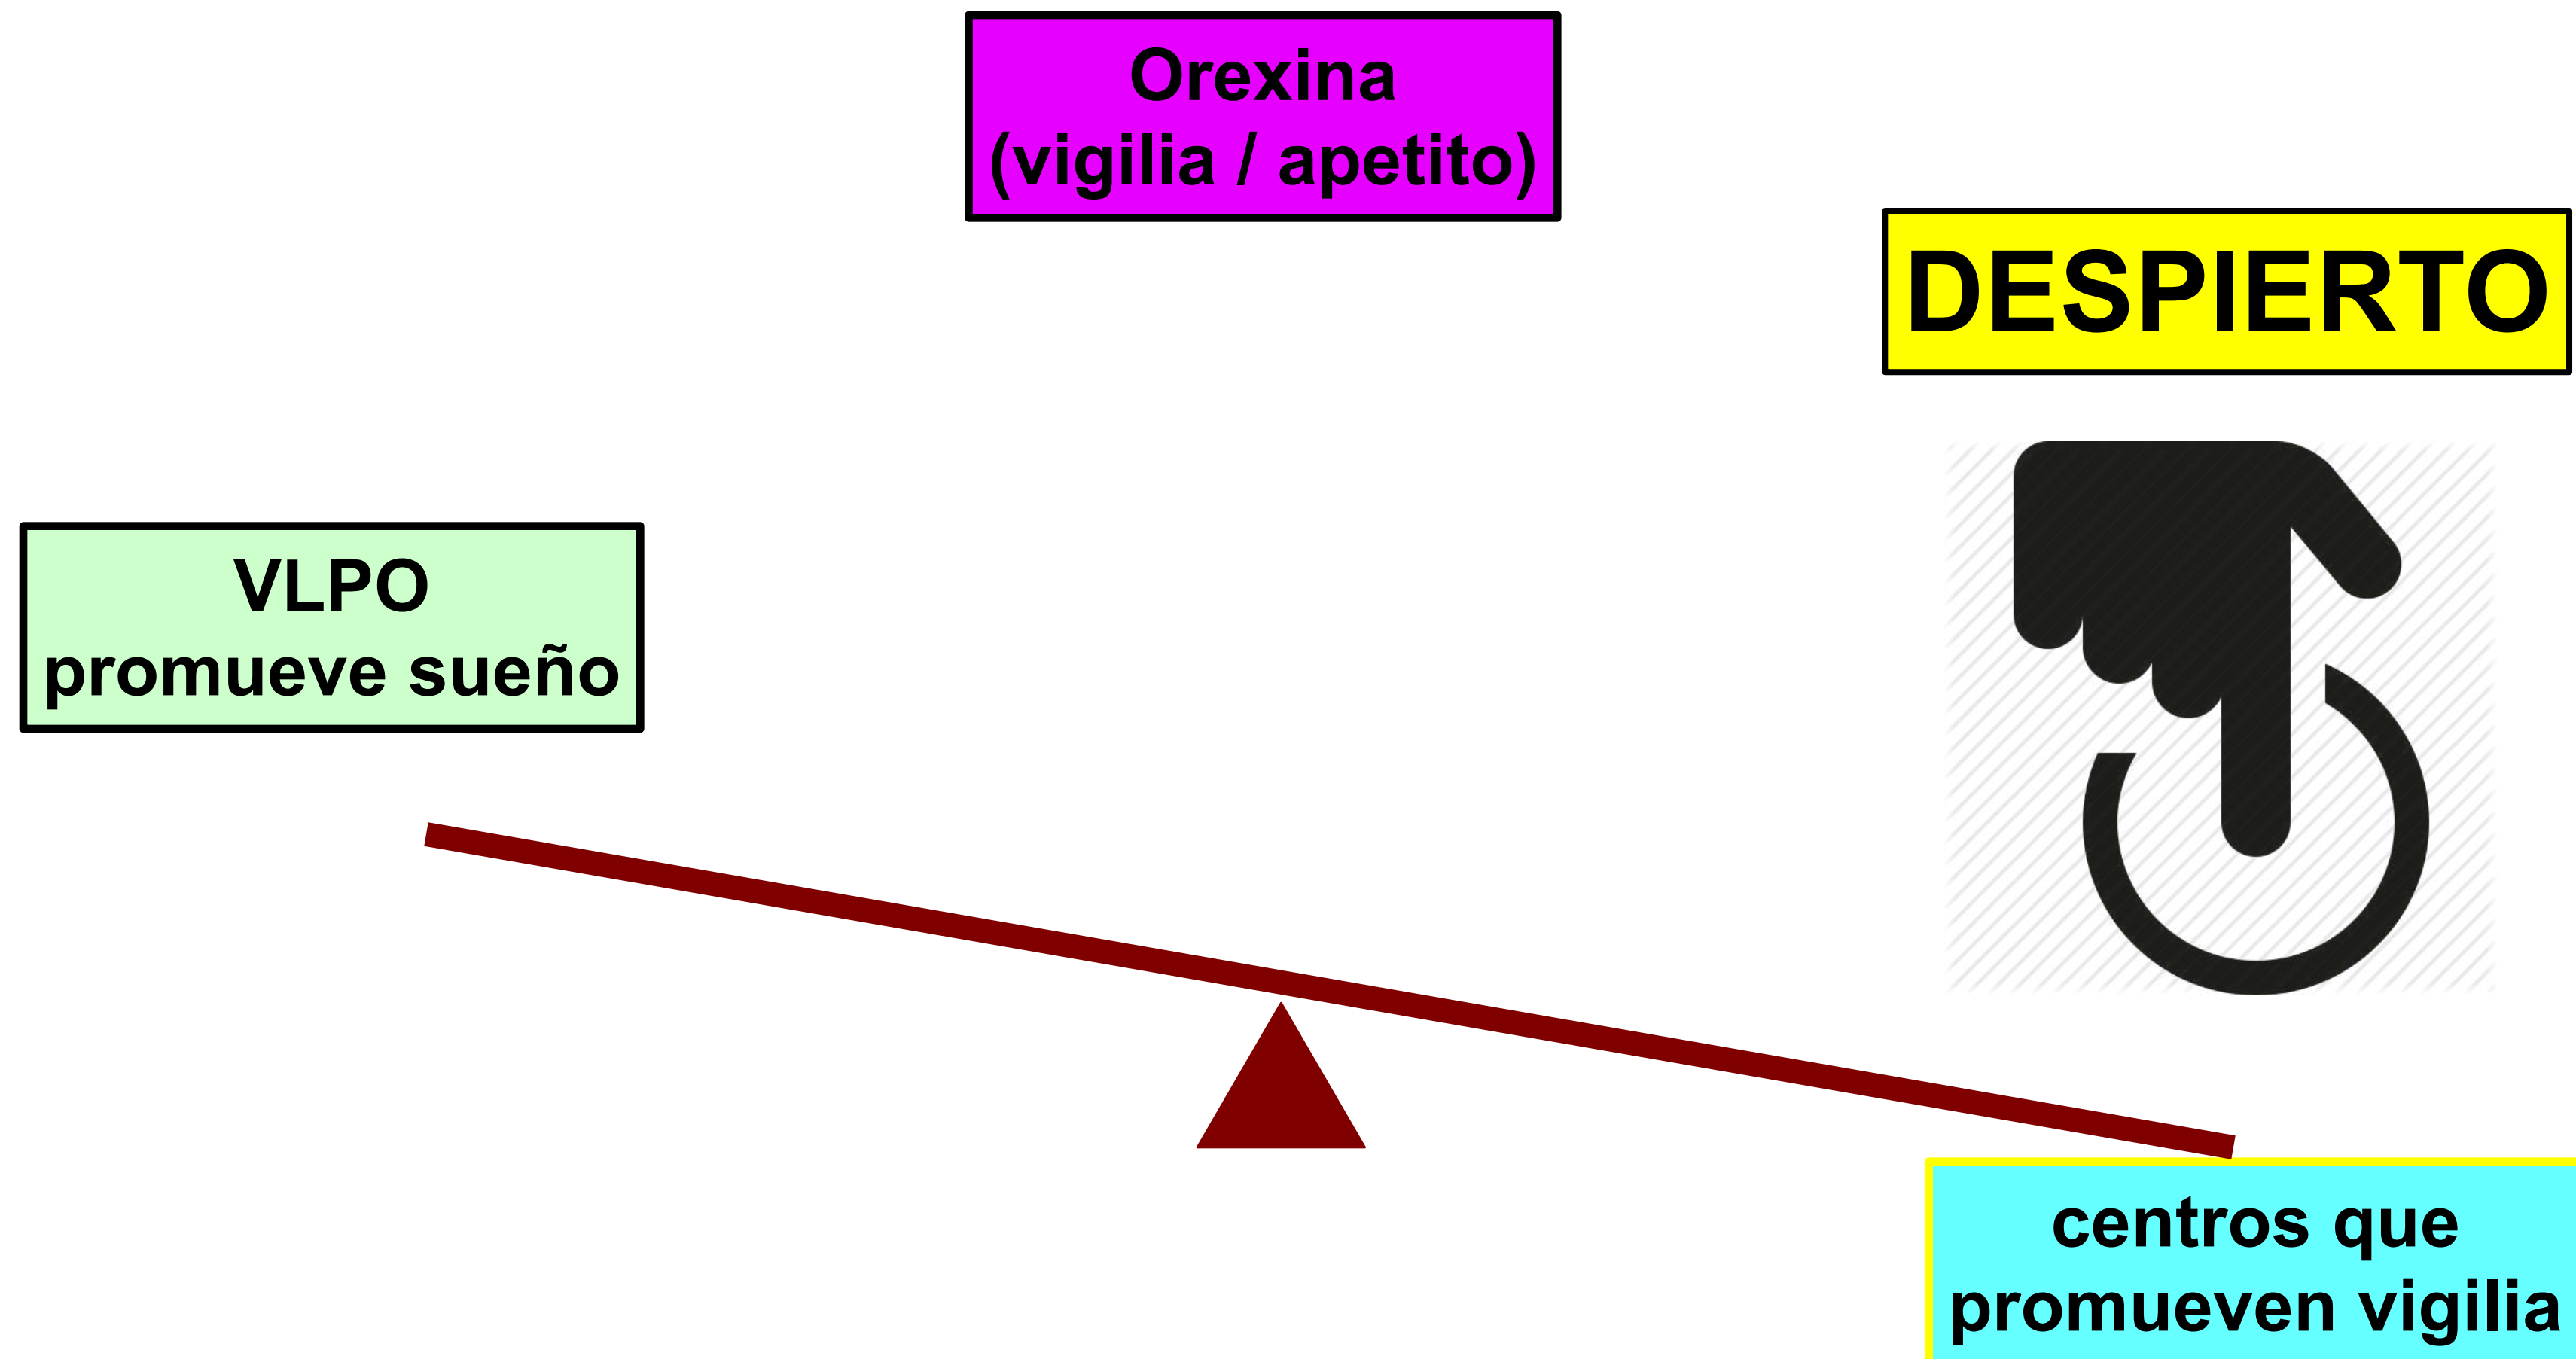 Orexina
(vigilia / apetito)
DESPIERTO
VLPO
promueve sueño
centros que
promueven vigilia